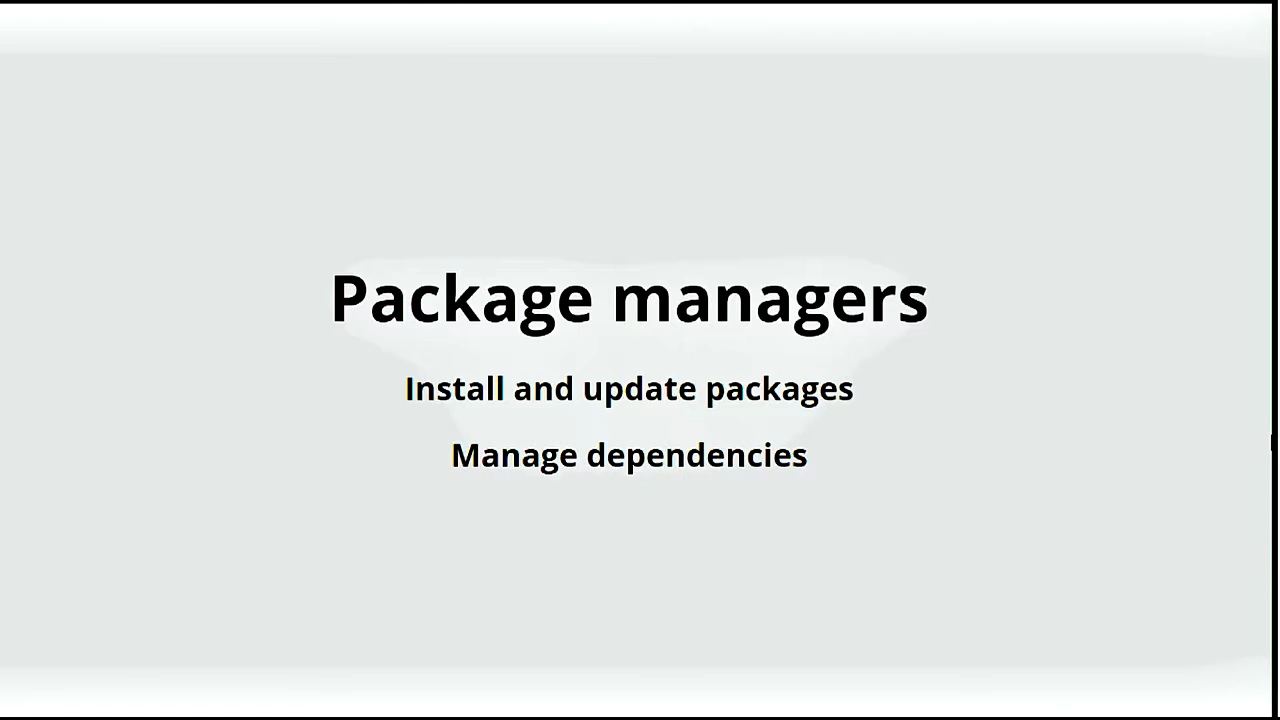 Package managers
Install and update packages
Manage dependencies